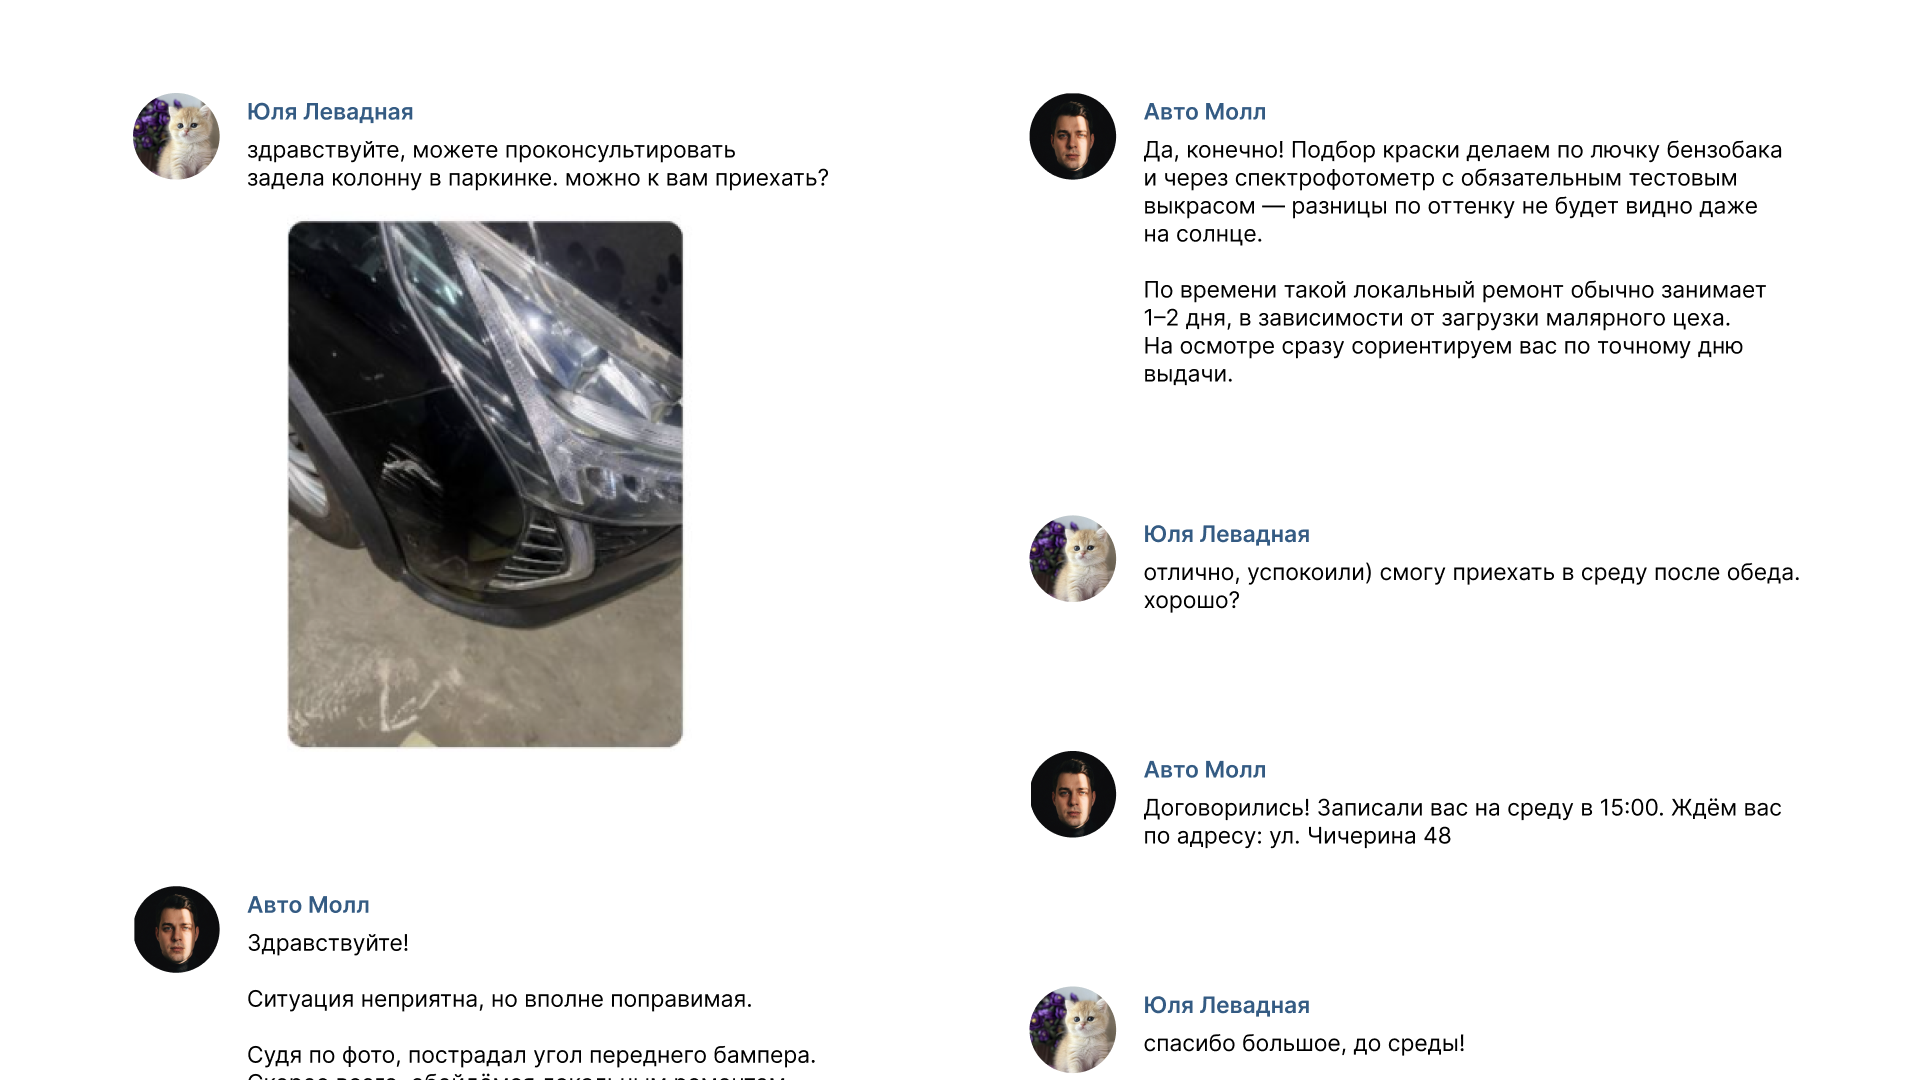 Юля Левадная
здравствуйте, можете проконсультировать
задела колонну в паркинке. можно к вам приехать?
Авто Молл
Здравствуйте!
Ситуация неприятна, но вполне поправимая.
Судя по фото, пострадал угол переднего бампера.
Скорее всего, обойдёмся локальным ремонтом
Авто Молл
Да, конечно! Подбор краски делаем по лючку бензобака
и через спектрофотометр с обязательным тестовым
выкрасом — разницы по оттенку не будет видно даже
на солнце.
По времени такой локальный ремонт обычно занимает
1–2 дня, в зависимости от загрузки малярного цеха.
На осмотре сразу сориентируем вас по точному дню
выдачи.
Юля Левадная
отлично, успокоили) смогу приехать в среду после обеда.
хорошо?
Авто Молл
Договорились! Записали вас на среду в 15:00. Ждём вас
по адресу: ул. Чичерина 48
Юля Левадная
спасибо большое, до среды!